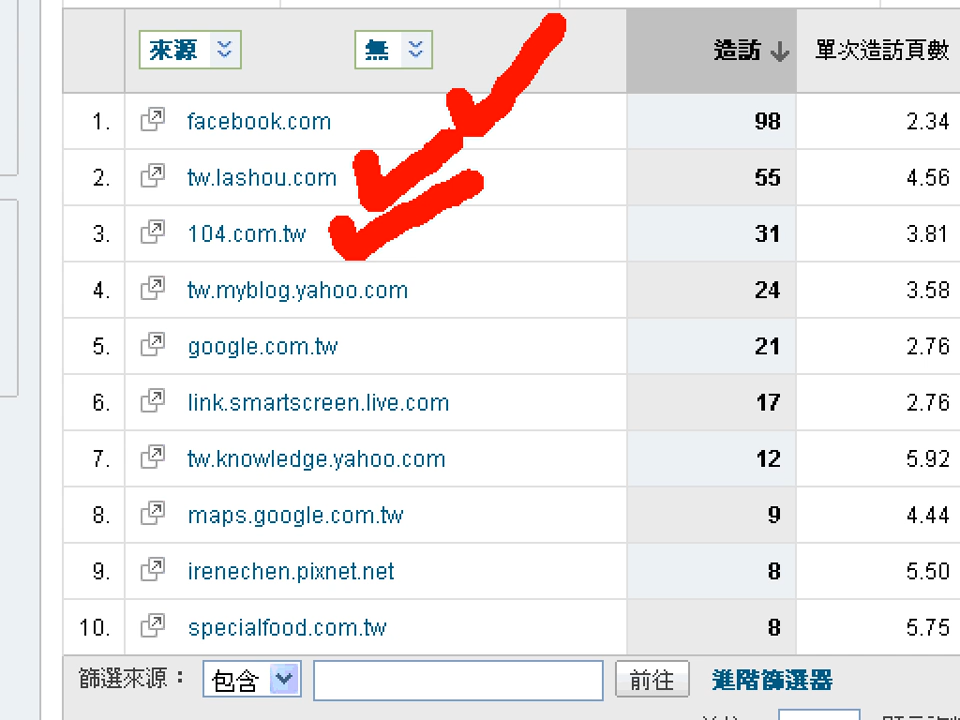 來源 無 造訪 單次造訪頁數
1. facebook.com 98 2.34
2. tw.lashou.com 55 4.56
3. 104.com.tw 31 3.81
4. tw.myblog.yahoo.com 24 3.58
5. google.com.tw 21 2.76
6. link.smartscreen.live.com 17 2.76
7. tw.knowledge.yahoo.com 12 5.92
8. maps.google.com.tw 9 4.44
9. irenechen.pixnet.net 8 5.50
10. specialfood.com.tw 8 5.75
篩選來源： 包含 前往 進階篩選器